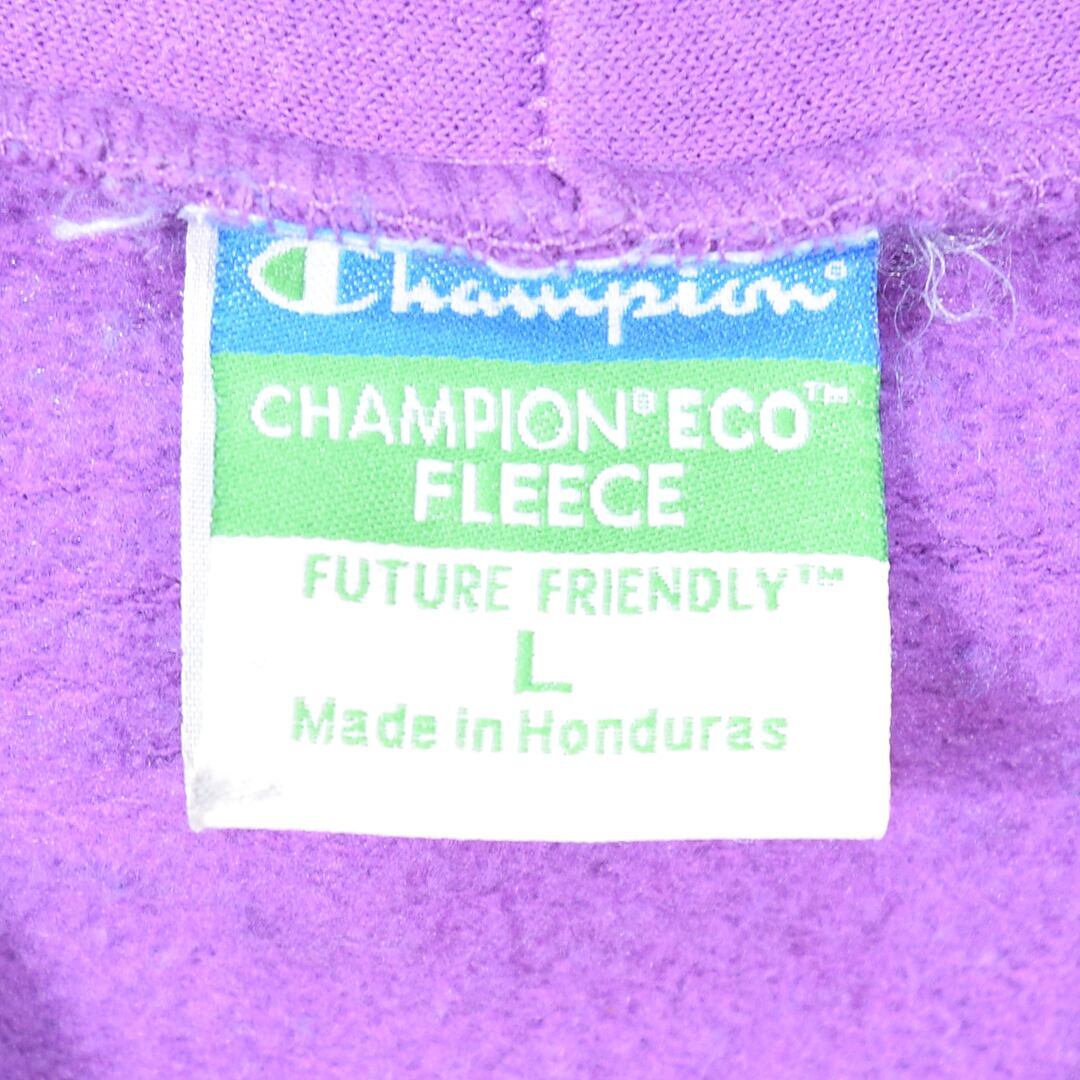 Champion®
CHAMPION® ECO™
FLEECE
FUTURE FRIENDLY™
L
Made in Honduras